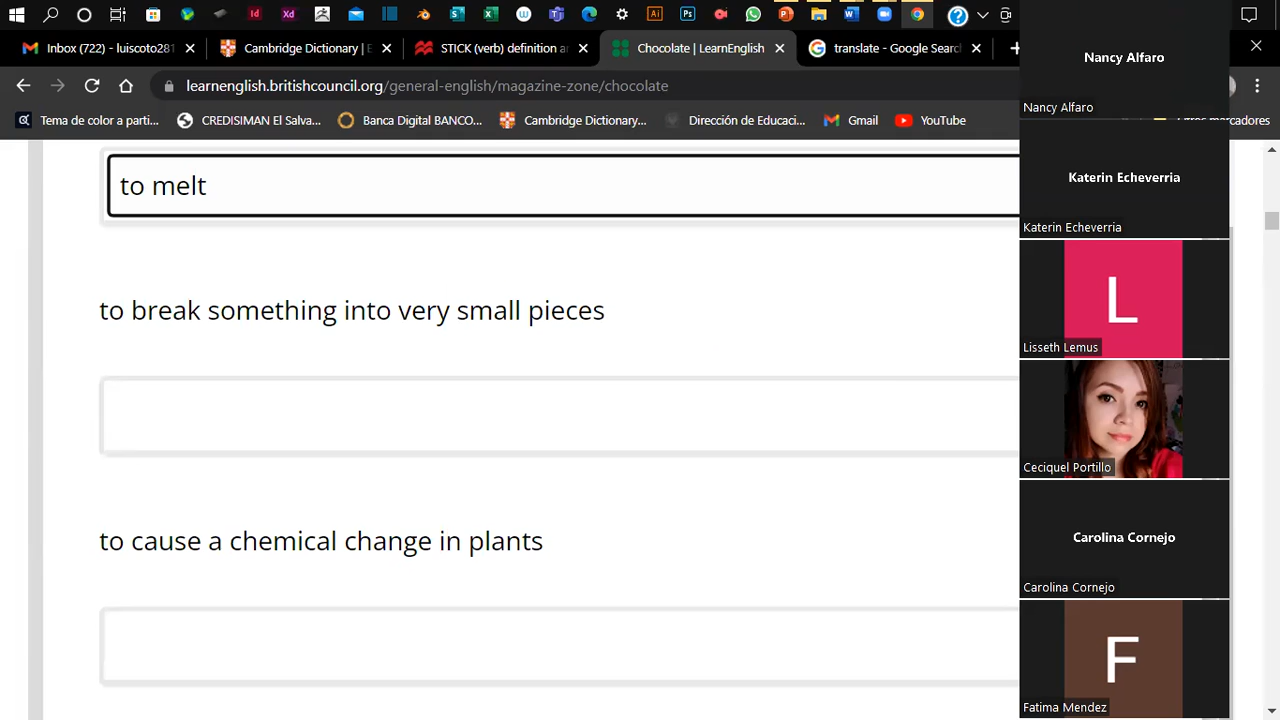 Inbox (722) - luiscoto281
Cambridge Dictionary | E
STICK (verb) definition an
Chocolate | LearnEnglish
translate - Google Search
learnenglish.britishcouncil.org/general-english/magazine-zone/chocolate
Tema de color a parti...
CREDISIMAN El Salva...
Banca Digital BANCO...
Cambridge Dictionary...
Dirección de Educaci...
Gmail
YouTube
Otros marcadores
to melt
to break something into very small pieces
to cause a chemical change in plants
Nancy Alfaro
Nancy Alfaro
Katerin Echeverria
Katerin Echeverria
L
Lisseth Lemus
Ceciquel Portillo
Carolina Cornejo
Carolina Cornejo
F
Fatima Mendez